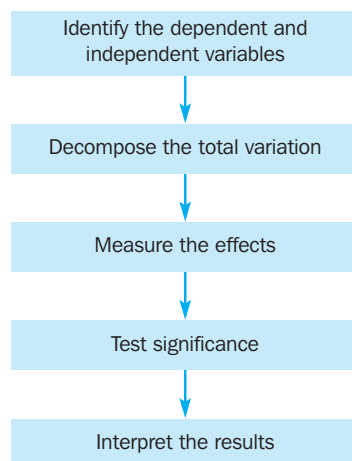 Identify the dependent and
independent variables
Decompose the total variation
Measure the effects
Test significance
Interpret the results